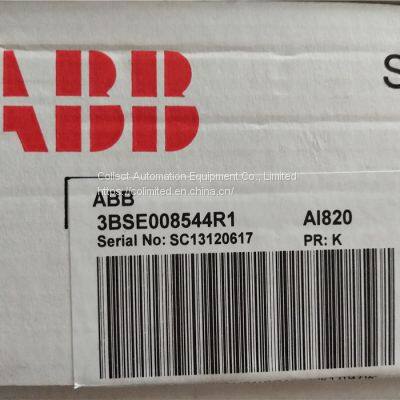 ABB
S
Collect Automation Equipment Co., Limited
https://colimited.en.china.cn/
ABB
3BSE008544R1 AI820
Serial No: SC13120617 PR: K